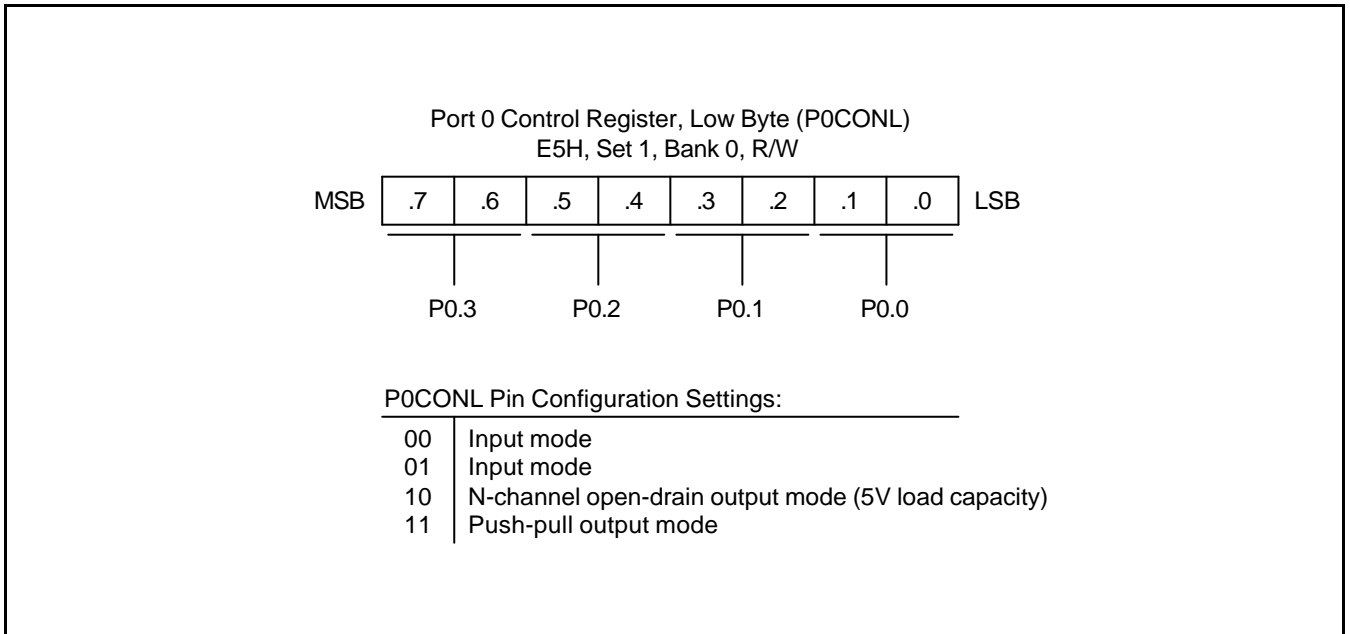 Port 0 Control Register, Low Byte (P0CONL)
E5H, Set 1, Bank 0, R/W
MSB .7 .6 .5 .4 .3 .2 .1 .0 LSB
P0.3 P0.2 P0.1 P0.0
P0CONL Pin Configuration Settings:
00 Input mode
01 Input mode
10 N-channel open-drain output mode (5V load capacity)
11 Push-pull output mode